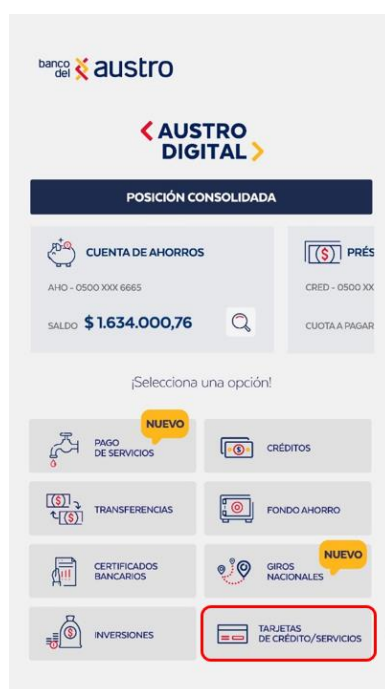 banco del austro
AUSTRO
DIGITAL
POSICIÓN CONSOLIDADA
CUENTA DE AHORROS
AHO - 0500 XXX 6665
SALDO $ 1.634.000,76
PRÉS
CRED - 0500 XX
CUOTA A PAGAR
¡Selecciona una opción!
NUEVO
PAGO
DE SERVICIOS
CRÉDITOS
TRANSFERENCIAS
FONDO AHORRO
CERTIFICADOS
BANCARIOS
NUEVO
GIROS
NACIONALES
INVERSIONES
TARJETAS
DE CRÉDITO/SERVICIOS